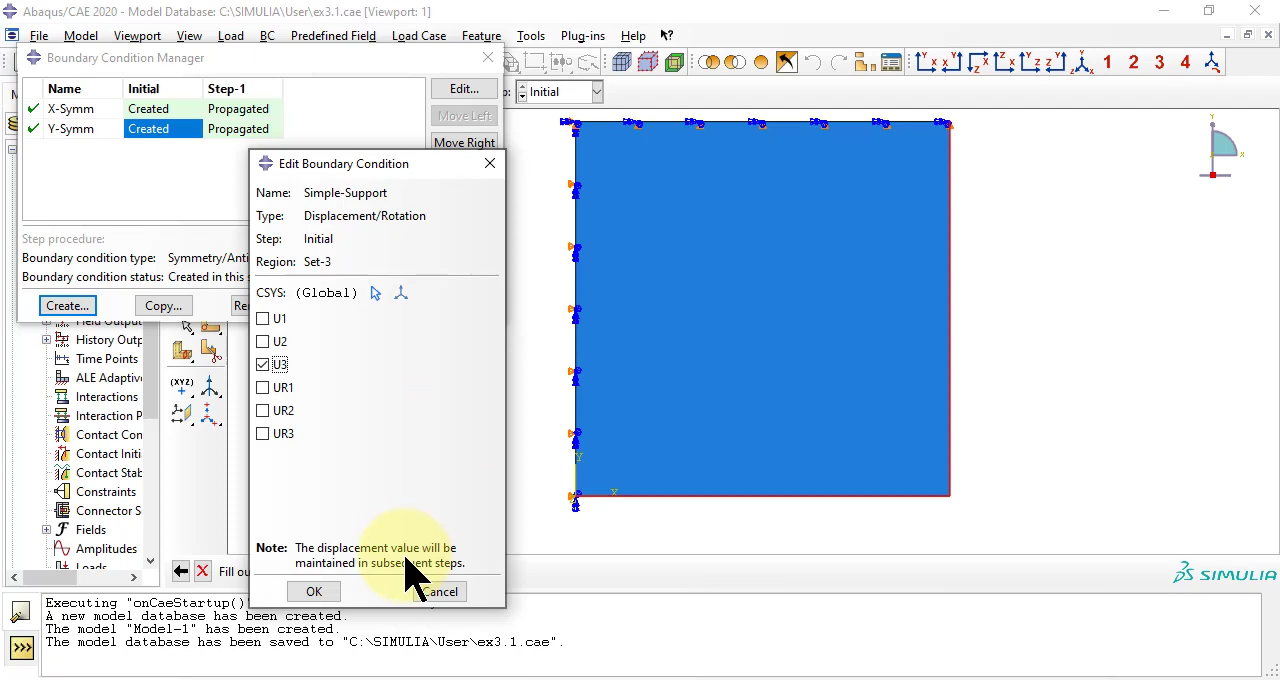 Abaqus/CAE 2020 - Model Database: C:\SIMULIA\User\ex3.1.cae [Viewport: 1]
File Model Viewport View Load BC Predefined Field Load Case Feature Tools Plug-ins Help
Boundary Condition Manager
1 2 3 4
Name Initial Step-1
Edit...
Initial
X-Symm Created Propagated
Move Left
Y-Symm Created Propagated
Move Right
Edit Boundary Condition
Name: Simple-Support
Type: Displacement/Rotation
Step: Initial
Region: Set-3
Step procedure:
Boundary condition type: Symmetry/Anti
Boundary condition status: Created in this
Create... Copy...
CSYS: (Global)
U1
U2
U3
UR1
UR2
UR3
Note: The displacement value will be
maintained in subsequent steps.
OK Cancel
Field Output
History Outp
Time Points
ALE Adaptiv
Interactions
Interaction P
Contact Con
Contact Initi
Contact Stab
Constraints
Connector S
Fields
Amplitudes
Loads
(XYZ)
Y
X
Y
X
Fill ou
SIMULIA
Executing "onCaeStartup()
A new model database has been created.
The model "Model-1" has been created.
The model database has been saved to "C:\SIMULIA\User\ex3.1.cae".